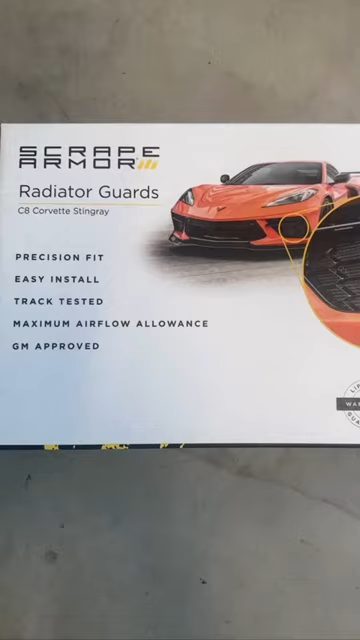 SCRAPE
ARMOR
Radiator Guards
C8 Corvette Stingray
PRECISION FIT
EASY INSTALL
TRACK TESTED
MAXIMUM AIRFLOW ALLOWANCE
GM APPROVED